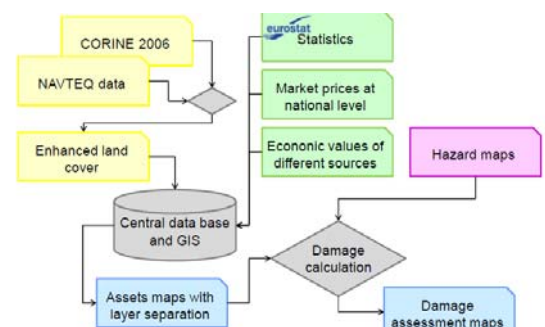 CORINE 2006
NAVTEQ data
Enhanced land
cover
eurostat
Statistics
Market prices at
national level
Econonic values of
different sources
Hazard maps
Central data base
and GIS
Damage
calculation
Assets maps with
layer separation
Damage
assessment maps